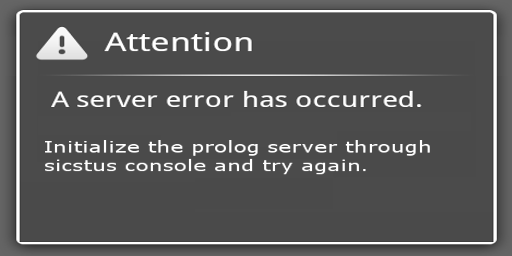 Attention
A server error has occurred.
Initialize the prolog server through
sicstus console and try again.